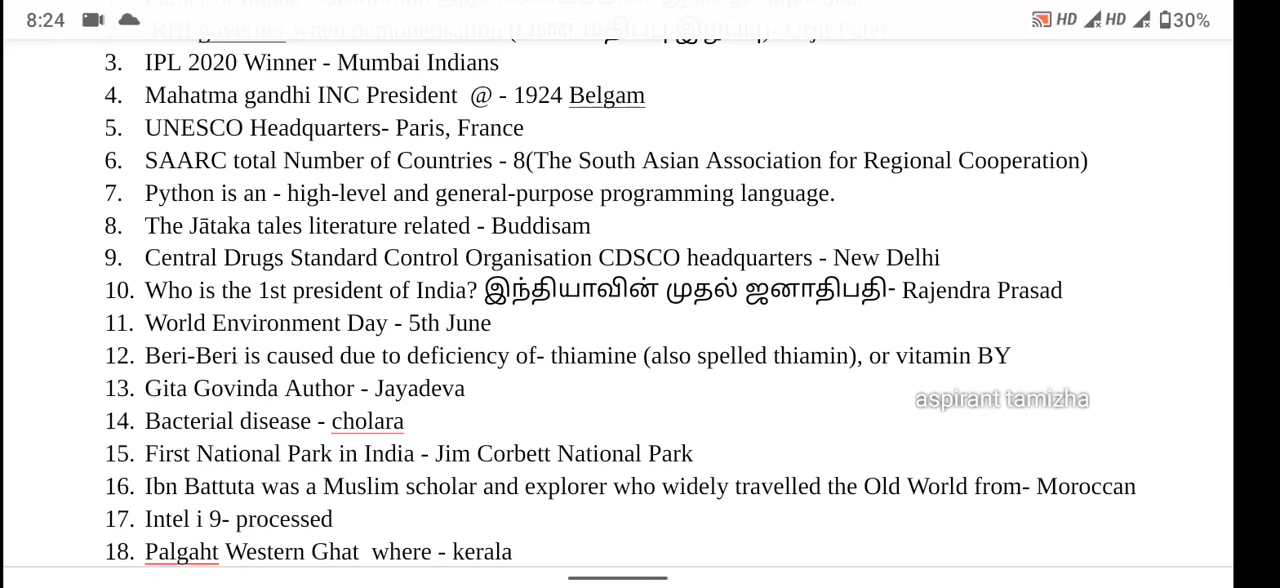 8:24 HD HD 30%
3. IPL 2020 Winner - Mumbai Indians
4. Mahatma gandhi INC President @ - 1924 Belgam
5. UNESCO Headquarters- Paris, France
6. SAARC total Number of Countries - 8(The South Asian Association for Regional Cooperation)
7. Python is an - high-level and general-purpose programming language.
8. The Jātaka tales literature related - Buddisam
9. Central Drugs Standard Control Organisation CDSCO headquarters - New Delhi
10. Who is the 1st president of India? இந்தியாவின் முதல் ஜனாதிபதி- Rajendra Prasad
11. World Environment Day - 5th June
12. Beri-Beri is caused due to deficiency of- thiamine (also spelled thiamin), or vitamin BY
13. Gita Govinda Author - Jayadeva
aspirant tamizha
14. Bacterial disease - cholara
15. First National Park in India - Jim Corbett National Park
16. Ibn Battuta was a Muslim scholar and explorer who widely travelled the Old World from- Moroccan
17. Intel i 9- processed
18. Palgaht Western Ghat where - kerala